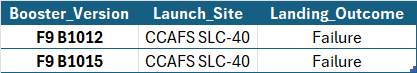 Booster_Version Launch_Site Landing_Outcome
F9 B1012 CCAFS SLC-40 Failure
F9 B1015 CCAFS SLC-40 Failure